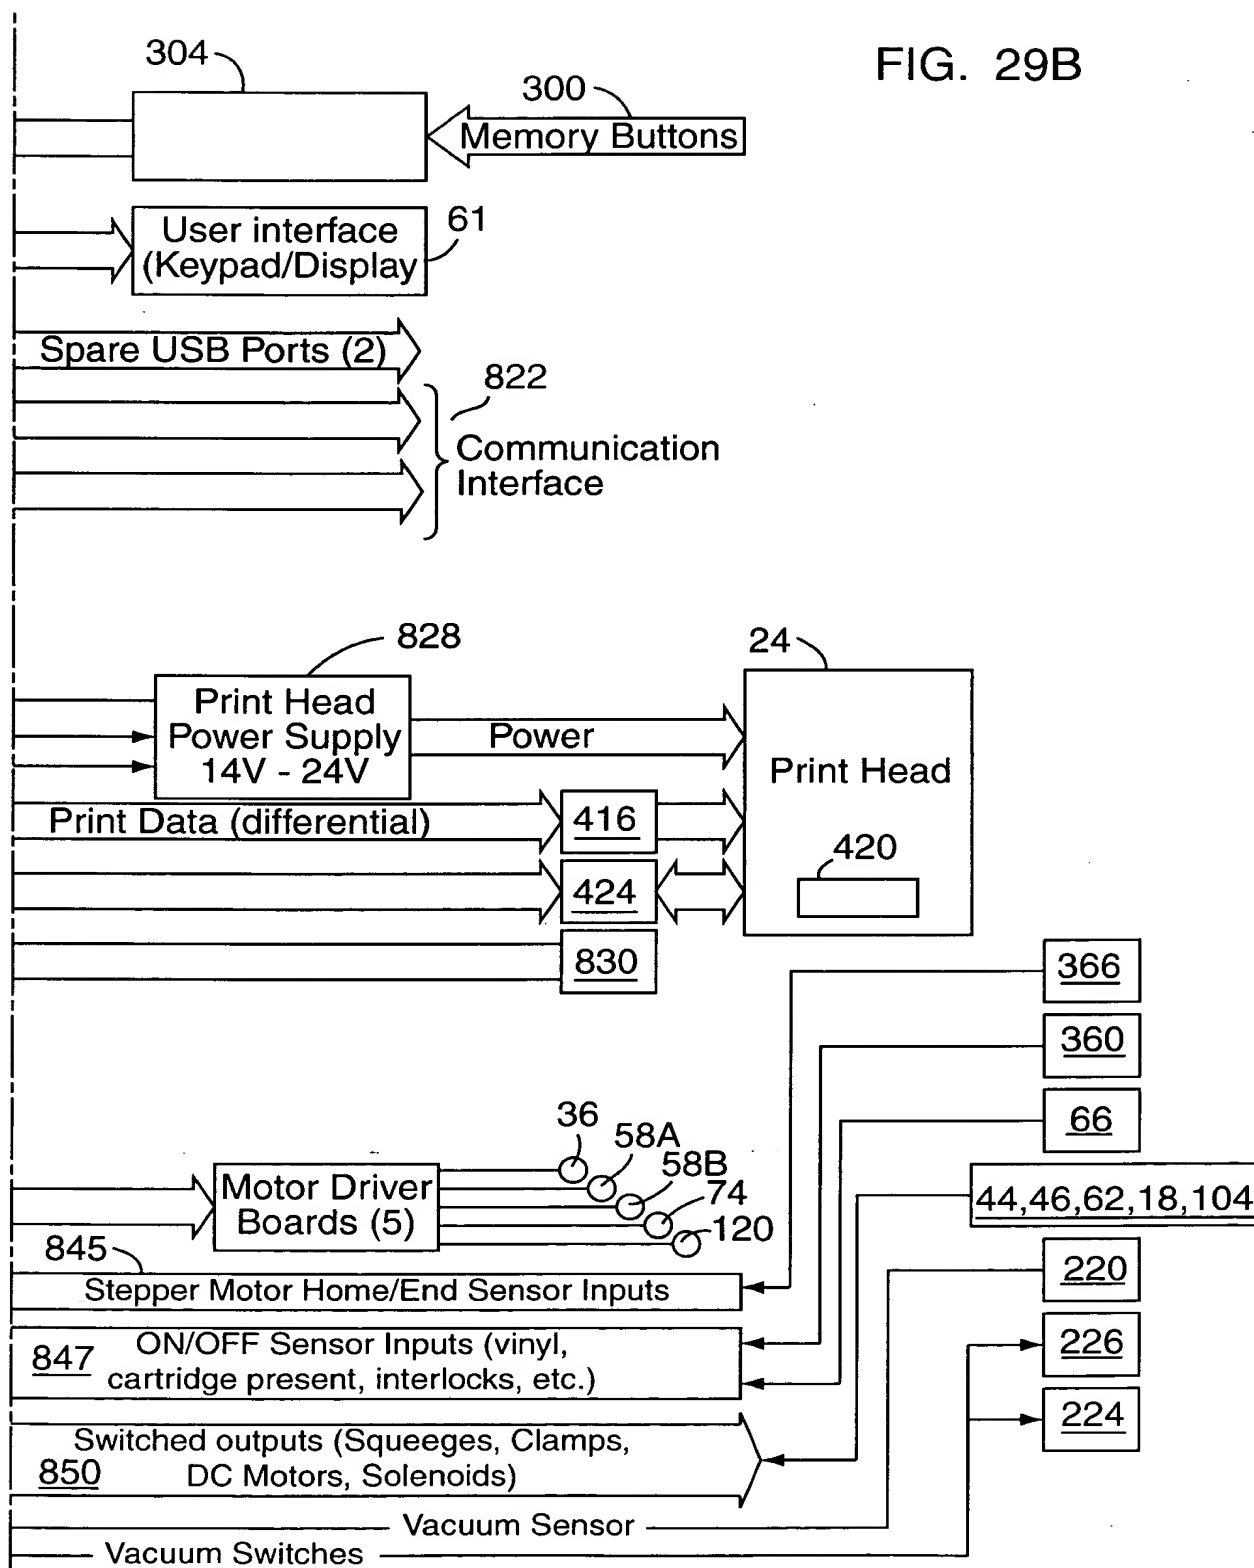 FIG. 29B
304
300
Memory Buttons
User interface
(Keypad/Display
61
Spare USB Ports (2)
822
Communication
Interface
828
24
Print Head
Power Supply
14V - 24V
Power
Print Head
Print Data (differential)
416
420
424
830
366
360
66
36
58A
58B
74
120
Motor Driver
Boards (5)
44,46,62,18,104
845
Stepper Motor Home/End Sensor Inputs
220
847
ON/OFF Sensor Inputs (vinyl,
cartridge present, interlocks, etc.)
226
224
850
Switched outputs (Squeeges, Clamps,
DC Motors, Solenoids)
Vacuum Sensor
Vacuum Switches